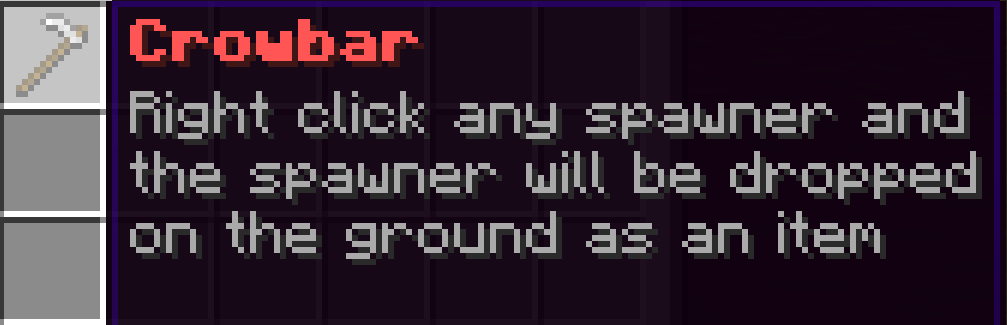 Crowbar
Right click any spawner and
the spawner will be dropped
on the ground as an item